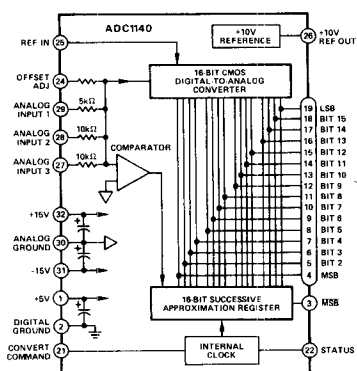 ADC1140
REF IN 25
+10V REFERENCE
26 +10V REF OUT
OFFSET ADJ 24
16-BIT CMOS DIGITAL-TO-ANALOG CONVERTER
ANALOG INPUT 1 29 5kΩ
ANALOG INPUT 2 28 10kΩ
ANALOG INPUT 3 27 10kΩ
COMPARATOR
19 LSB
18 BIT 15
17 BIT 14
16 BIT 13
15 BIT 12
14 BIT 11
13 BIT 10
12 BIT 9
11 BIT 8
10 BIT 7
9 BIT 6
8 BIT 5
7 BIT 4
6 BIT 3
5 BIT 2
4 MSB
+15V 32
ANALOG GROUND 30
-15V 31
+5V 1
DIGITAL GROUND 2
16-BIT SUCCESSIVE APPROXIMATION REGISTER
3 MSB
CONVERT COMMAND 21
INTERNAL CLOCK
22 STATUS